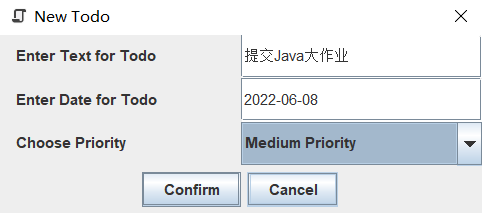 New Todo
Enter Text for Todo 提交Java大作业
Enter Date for Todo 2022-06-08
Choose Priority Medium Priority
Confirm Cancel